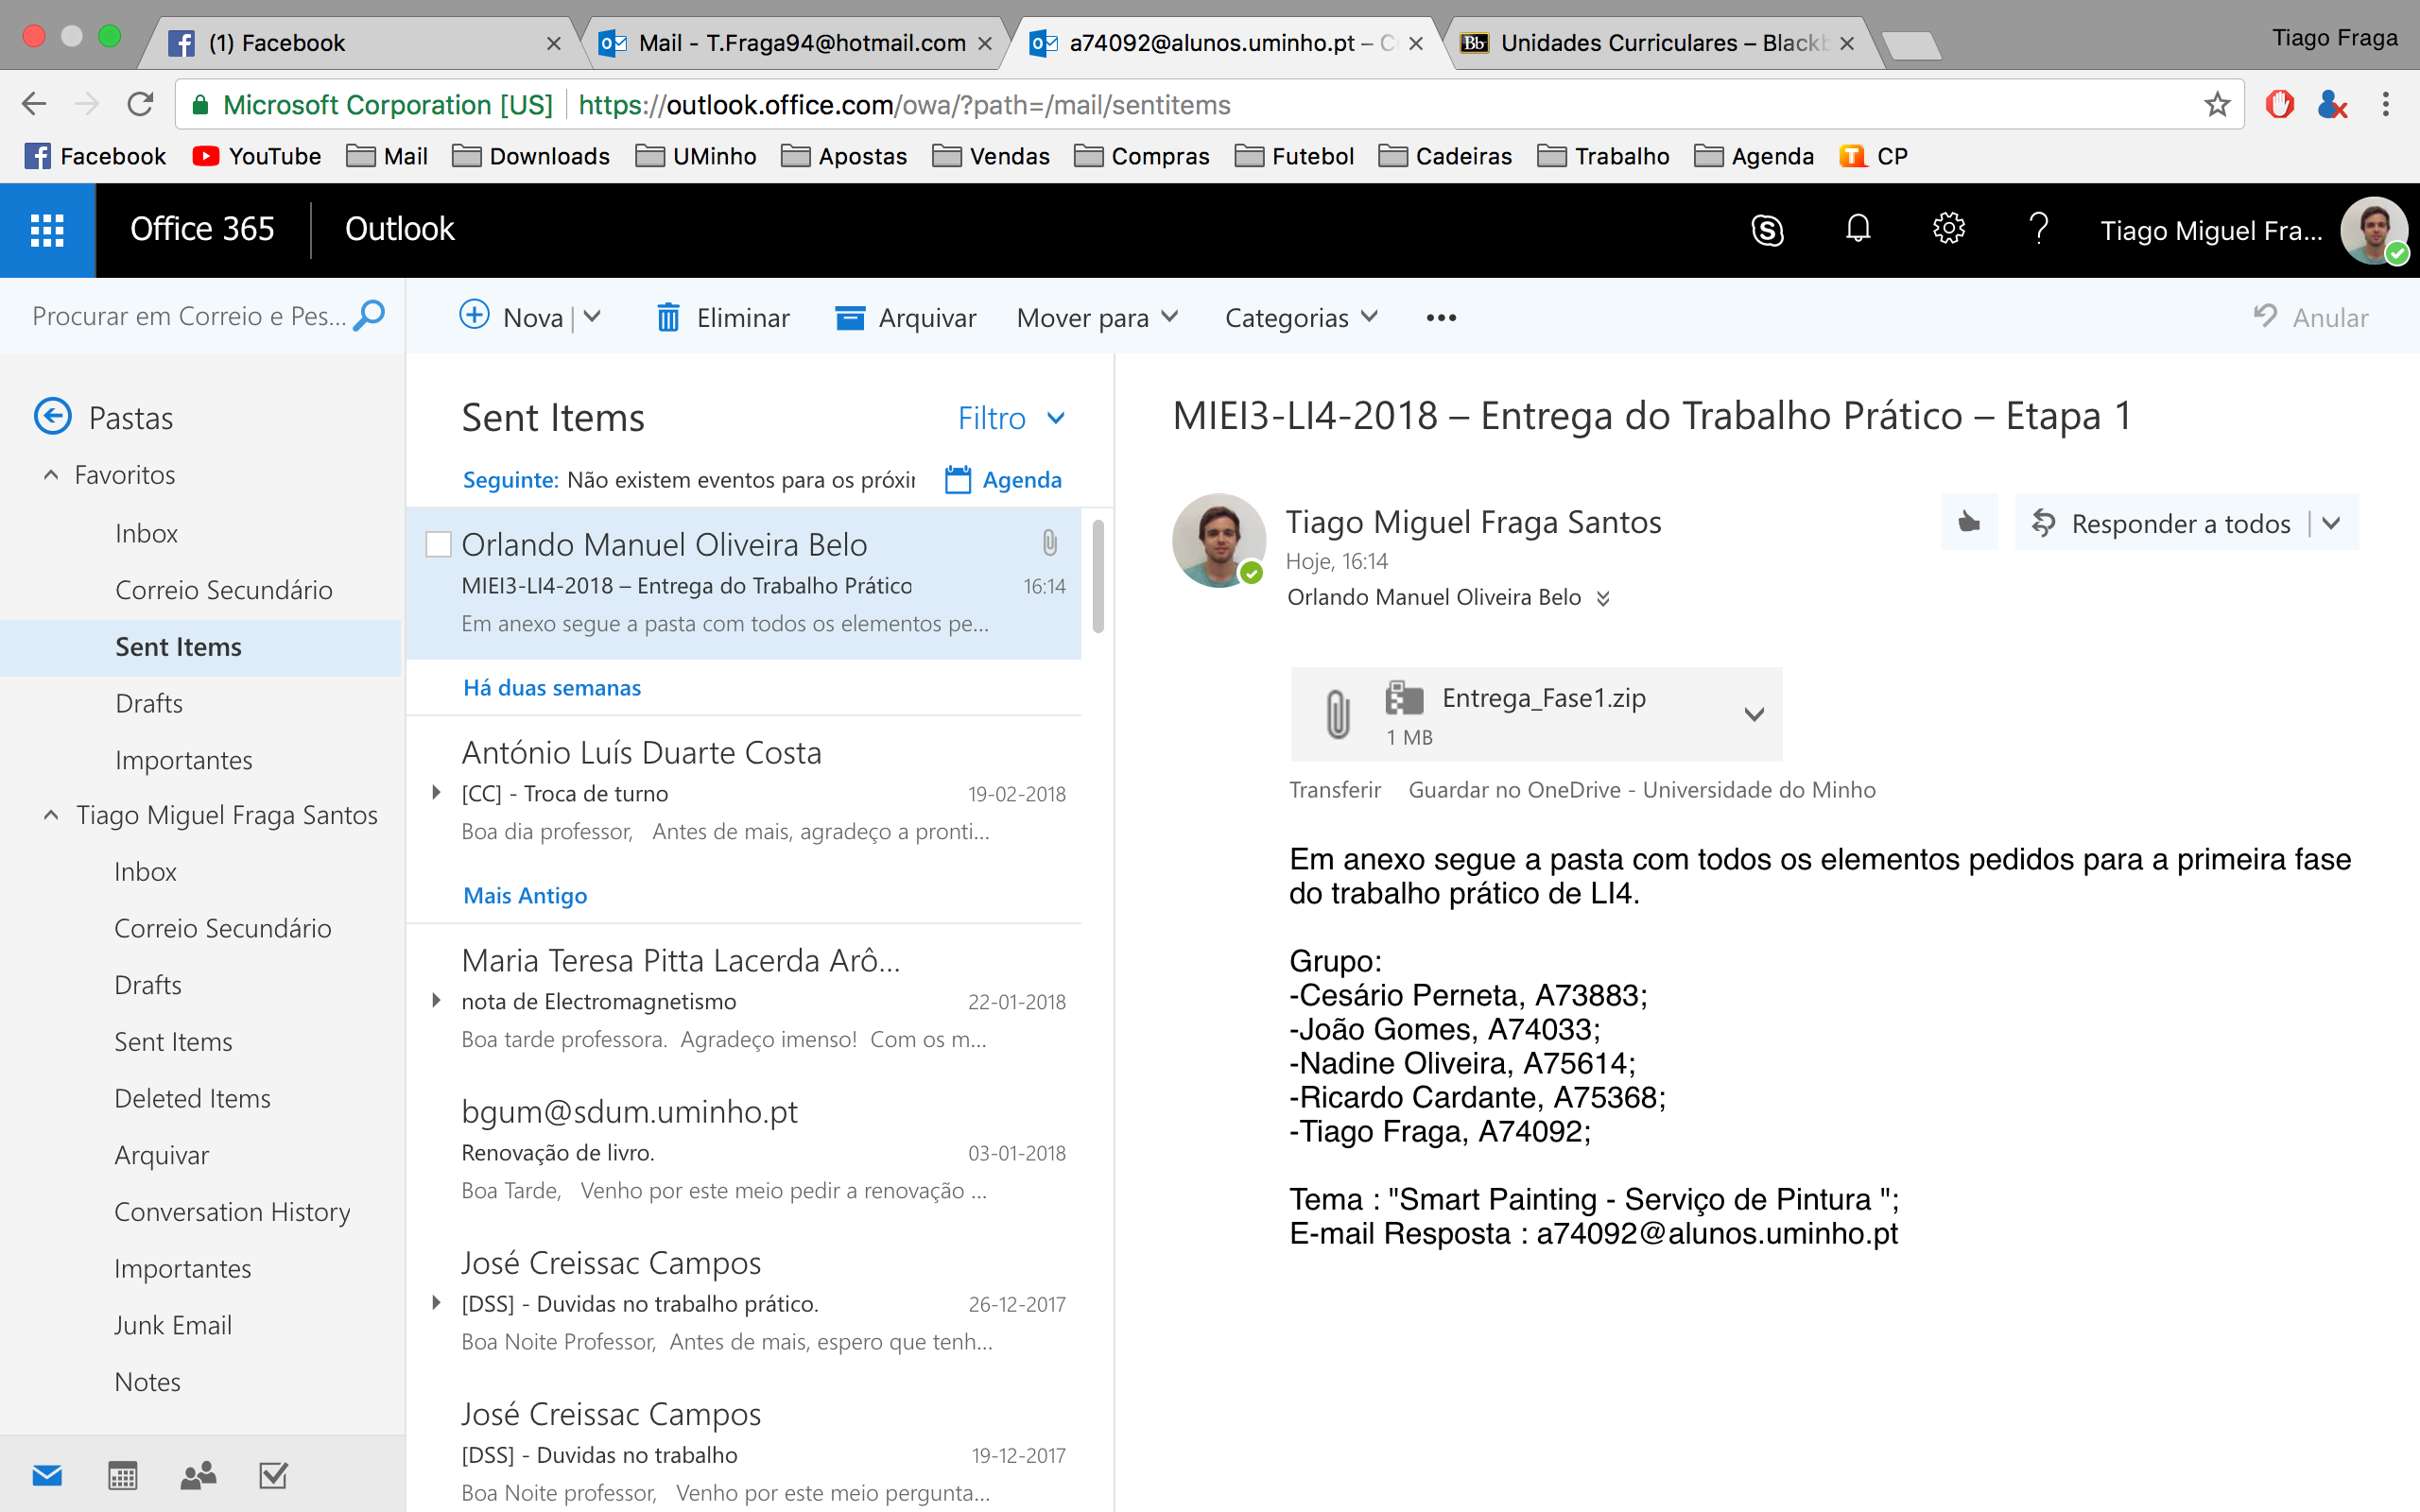 (1) Facebook
Mail - T.Fraga94@hotmail.com
a74092@alunos.uminho.pt – C
Unidades Curriculares – Blackb
Tiago Fraga
Microsoft Corporation [US]
https://outlook.office.com/owa/?path=/mail/sentitems
Facebook YouTube Mail Downloads UMinho Apostas Vendas Compras Futebol Cadeiras Trabalho Agenda CP
Office 365
Outlook
Tiago Miguel Fra...
Procurar em Correio e Pes...
Nova
Eliminar
Arquivar
Mover para
Categorias
Anular
Pastas
Favoritos
Inbox
Correio Secundário
Sent Items
Drafts
Importantes
Tiago Miguel Fraga Santos
Inbox
Correio Secundário
Drafts
Sent Items
Deleted Items
Arquivar
Conversation History
Importantes
Junk Email
Notes
Sent Items
Filtro
Seguinte: Não existem eventos para os próxir
Agenda
Orlando Manuel Oliveira Belo
MIEI3-LI4-2018 – Entrega do Trabalho Prático
16:14
Em anexo segue a pasta com todos os elementos pe...
Há duas semanas
António Luís Duarte Costa
[CC] - Troca de turno
19-02-2018
Boa dia professor, Antes de mais, agradeço a pronti...
Mais Antigo
Maria Teresa Pitta Lacerda Arô...
nota de Electromagnetismo
22-01-2018
Boa tarde professora. Agradeço imenso! Com os m...
bgum@sdum.uminho.pt
Renovação de livro.
03-01-2018
Boa Tarde, Venho por este meio pedir a renovação ...
José Creissac Campos
[DSS] - Duvidas no trabalho prático.
26-12-2017
Boa Noite Professor, Antes de mais, espero que tenh...
José Creissac Campos
[DSS] - Duvidas no trabalho
19-12-2017
Boa Noite professor, Venho por este meio pergunta...
MIEI3-LI4-2018 – Entrega do Trabalho Prático – Etapa 1
Tiago Miguel Fraga Santos
Hoje, 16:14
Orlando Manuel Oliveira Belo
Responder a todos
Entrega_Fase1.zip
1 MB
Transferir
Guardar no OneDrive - Universidade do Minho
Em anexo segue a pasta com todos os elementos pedidos para a primeira fase
do trabalho prático de LI4.
Grupo:
-Cesário Perneta, A73883;
-João Gomes, A74033;
-Nadine Oliveira, A75614;
-Ricardo Cardante, A75368;
-Tiago Fraga, A74092;
Tema : "Smart Painting - Serviço de Pintura ";
E-mail Resposta : a74092@alunos.uminho.pt